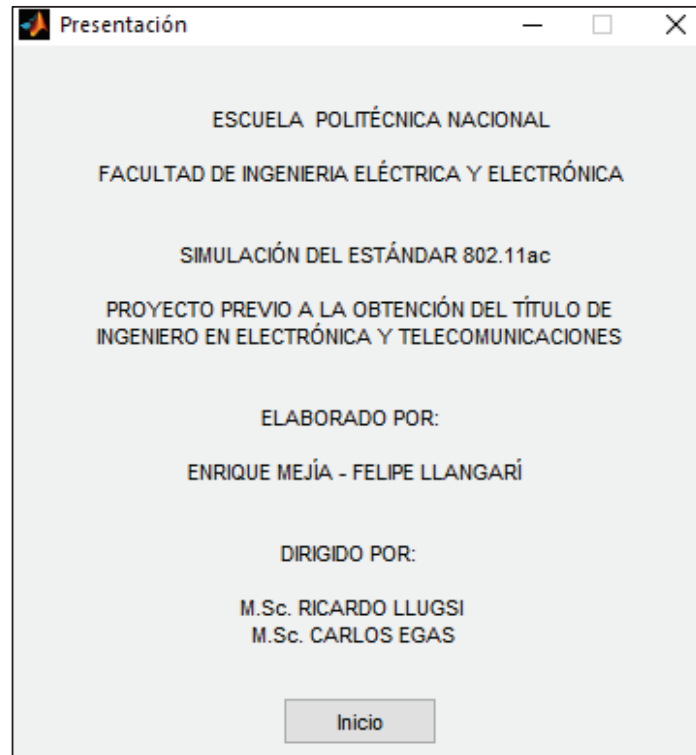 Presentación
ESCUELA POLITÉCNICA NACIONAL
FACULTAD DE INGENIERIA ELÉCTRICA Y ELECTRÓNICA
SIMULACIÓN DEL ESTÁNDAR 802.11ac
PROYECTO PREVIO A LA OBTENCIÓN DEL TÍTULO DE
INGENIERO EN ELECTRÓNICA Y TELECOMUNICACIONES
ELABORADO POR:
ENRIQUE MEJÍA - FELIPE LLANGARÍ
DIRIGIDO POR:
M.Sc. RICARDO LLUGSI
M.Sc. CARLOS EGAS
Inicio